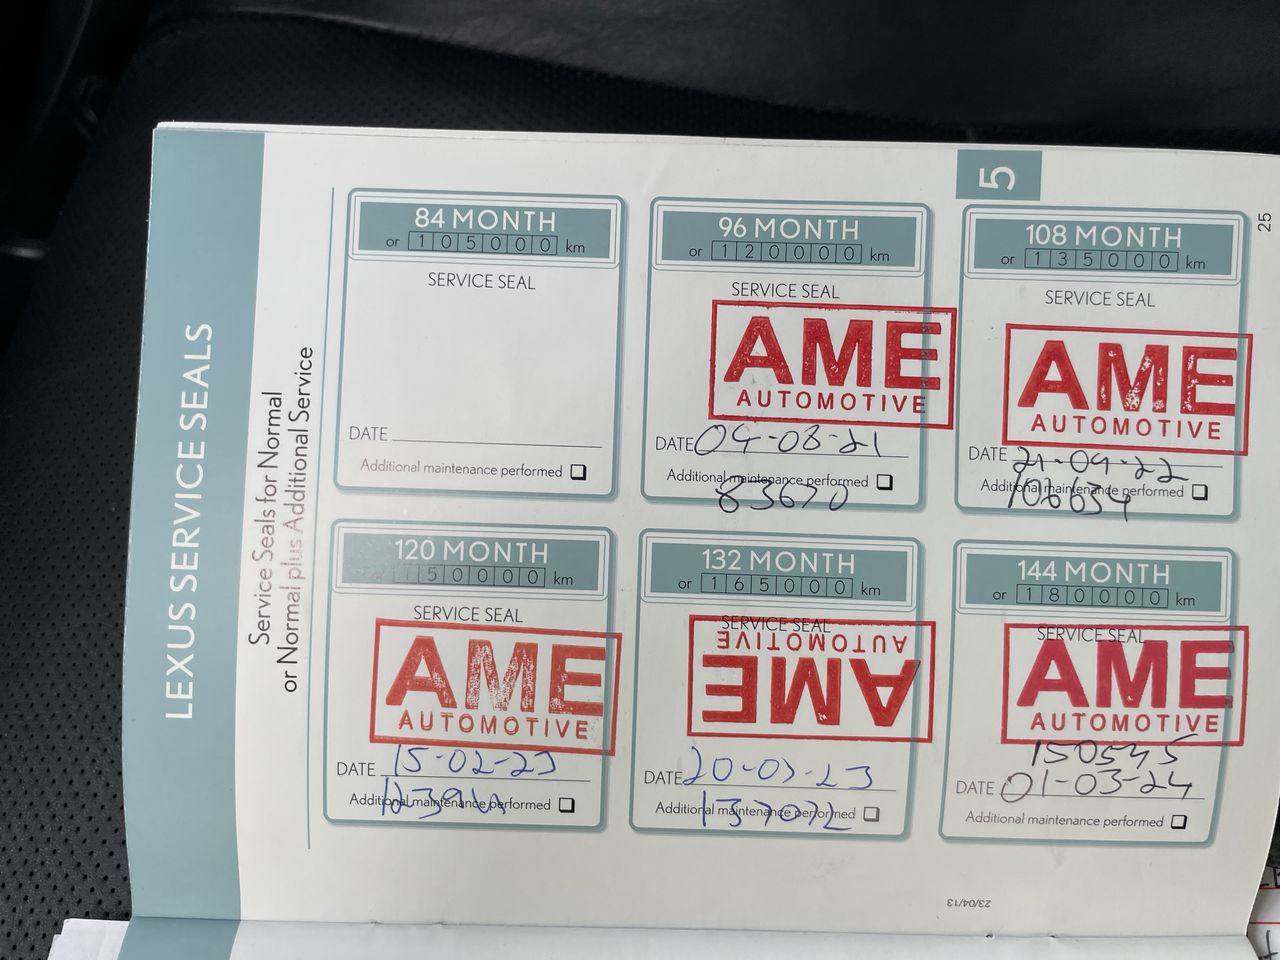 LEXUS SERVICE SEALS
Service Seals for Normal
or Normal plus Additional Service
5
25
84 MONTH
or 105000 km
SERVICE SEAL
DATE
Additional maintenance performed
96 MONTH
or 120000 km
SERVICE SEAL
AME
AUTOMOTIVE
DATE 04-08-21
Additional maintenance performed
83670
108 MONTH
or 135000 km
SERVICE SEAL
AME
AUTOMOTIVE
DATE 21-04-22
Additional maintenance performed
106634
120 MONTH
150000 km
SERVICE SEAL
AME
AUTOMOTIVE
DATE 15-02-23
Additional maintenance performed
132 MONTH
or 165000 km
SERVICE SEAL
AME
AUTOMOTIVE
DATE
Additional maintenance performed
137072
144 MONTH
or 180000 km
SERVICE SEAL
AME
AUTOMOTIVE
150545
DATE 01-03-24
Additional maintenance performed
23/04/13